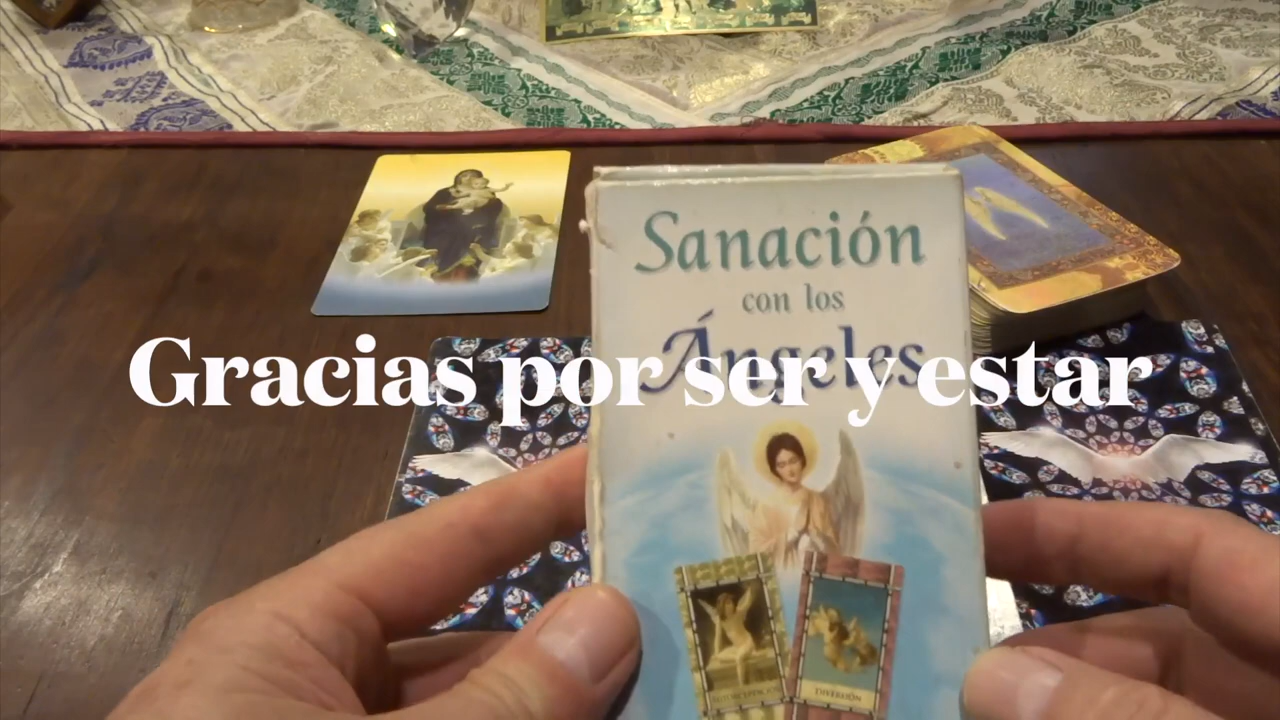 Sanación
con los
Ángeles
Gracias por ser y estar
DIVERSIÓN